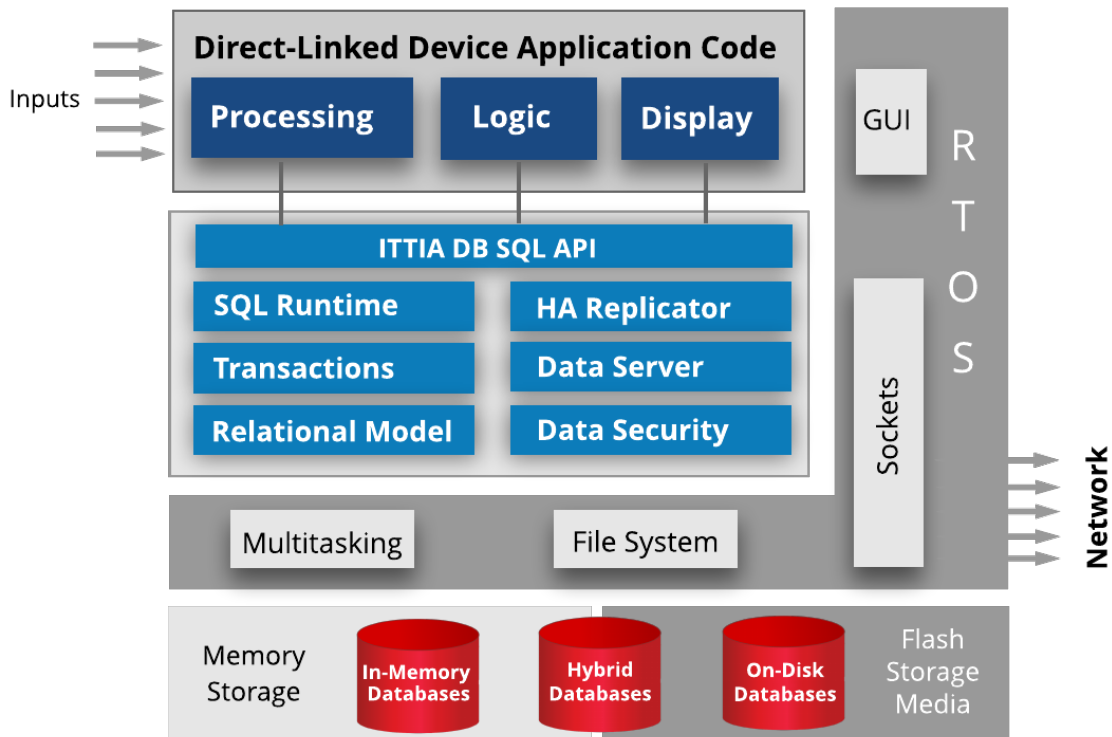 Direct-Linked Device Application Code
Inputs
Processing
Logic
Display
GUI
R
T
O
S
ITTIA DB SQL API
SQL Runtime
HA Replicator
Transactions
Data Server
Relational Model
Data Security
Sockets
Network
Multitasking
File System
Memory
Storage
In-Memory
Databases
Hybrid
Databases
On-Disk
Databases
Flash
Storage
Media